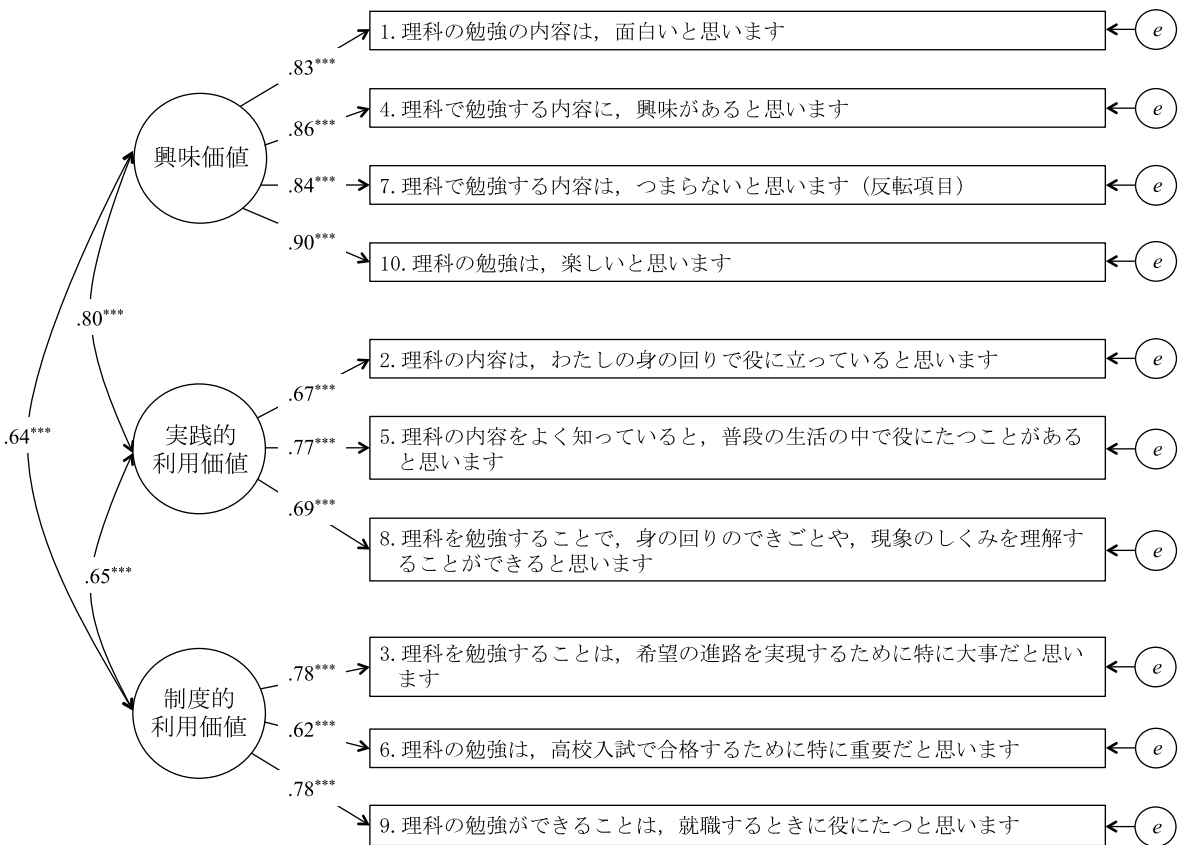 1. 理科の勉強の内容は，面白いと思います
e
.83***
4. 理科で勉強する内容に，興味があると思います
e
.86***
興味価値
7. 理科で勉強する内容は，つまらないと思います（反転項目）
e
.84***
10. 理科の勉強は，楽しいと思います
e
.90***
.80***
2. 理科の内容は，わたしの身の回りで役に立っていると思います
e
.67***
.64***
実践的
利用価値
5. 理科の内容をよく知っていると，普段の生活の中で役にたつことがある
と思います
e
.77***
8. 理科を勉強することで，身の回りのできごとや，現象のしくみを理解す
ることができると思います
e
.69***
.65***
3. 理科を勉強することは，希望の進路を実現するために特に大事だと思い
ます
e
.78***
制度的
利用価値
6. 理科の勉強は，高校入試で合格するために特に重要だと思います
e
.62***
9. 理科の勉強ができることは，就職するときに役にたつと思います
e
.78***